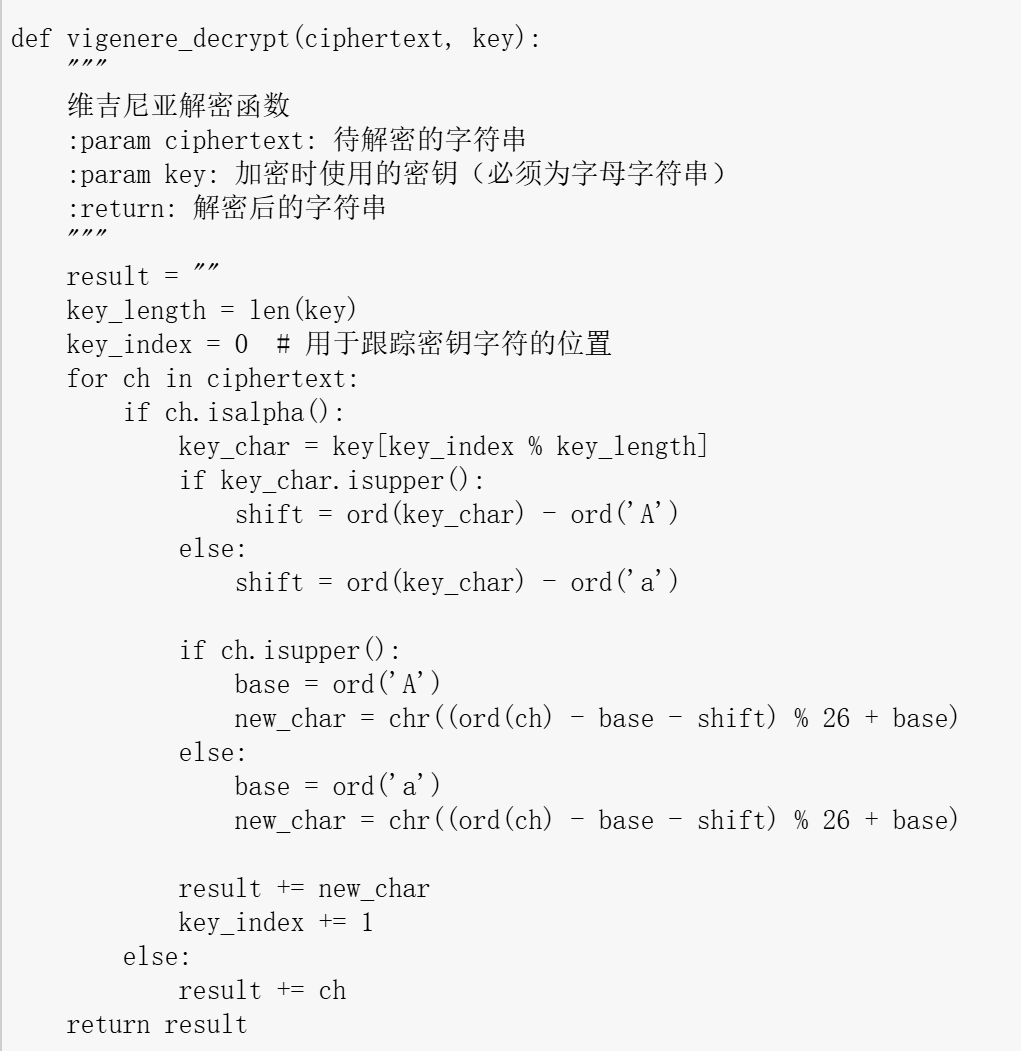 def vigenere_decrypt(ciphertext, key):
    """
    维吉尼亚解密函数
    :param ciphertext: 待解密的字符串
    :param key: 加密时使用的密钥（必须为字母字符串）
    :return: 解密后的字符串
    """
    result = ""
    key_length = len(key)
    key_index = 0  # 用于跟踪密钥字符的位置
    for ch in ciphertext:
        if ch.isalpha():
            key_char = key[key_index % key_length]
            if key_char.isupper():
                shift = ord(key_char) - ord('A')
            else:
                shift = ord(key_char) - ord('a')

            if ch.isupper():
                base = ord('A')
                new_char = chr((ord(ch) - base - shift) % 26 + base)
            else:
                base = ord('a')
                new_char = chr((ord(ch) - base - shift) % 26 + base)

            result += new_char
            key_index += 1
        else:
            result += ch
    return result